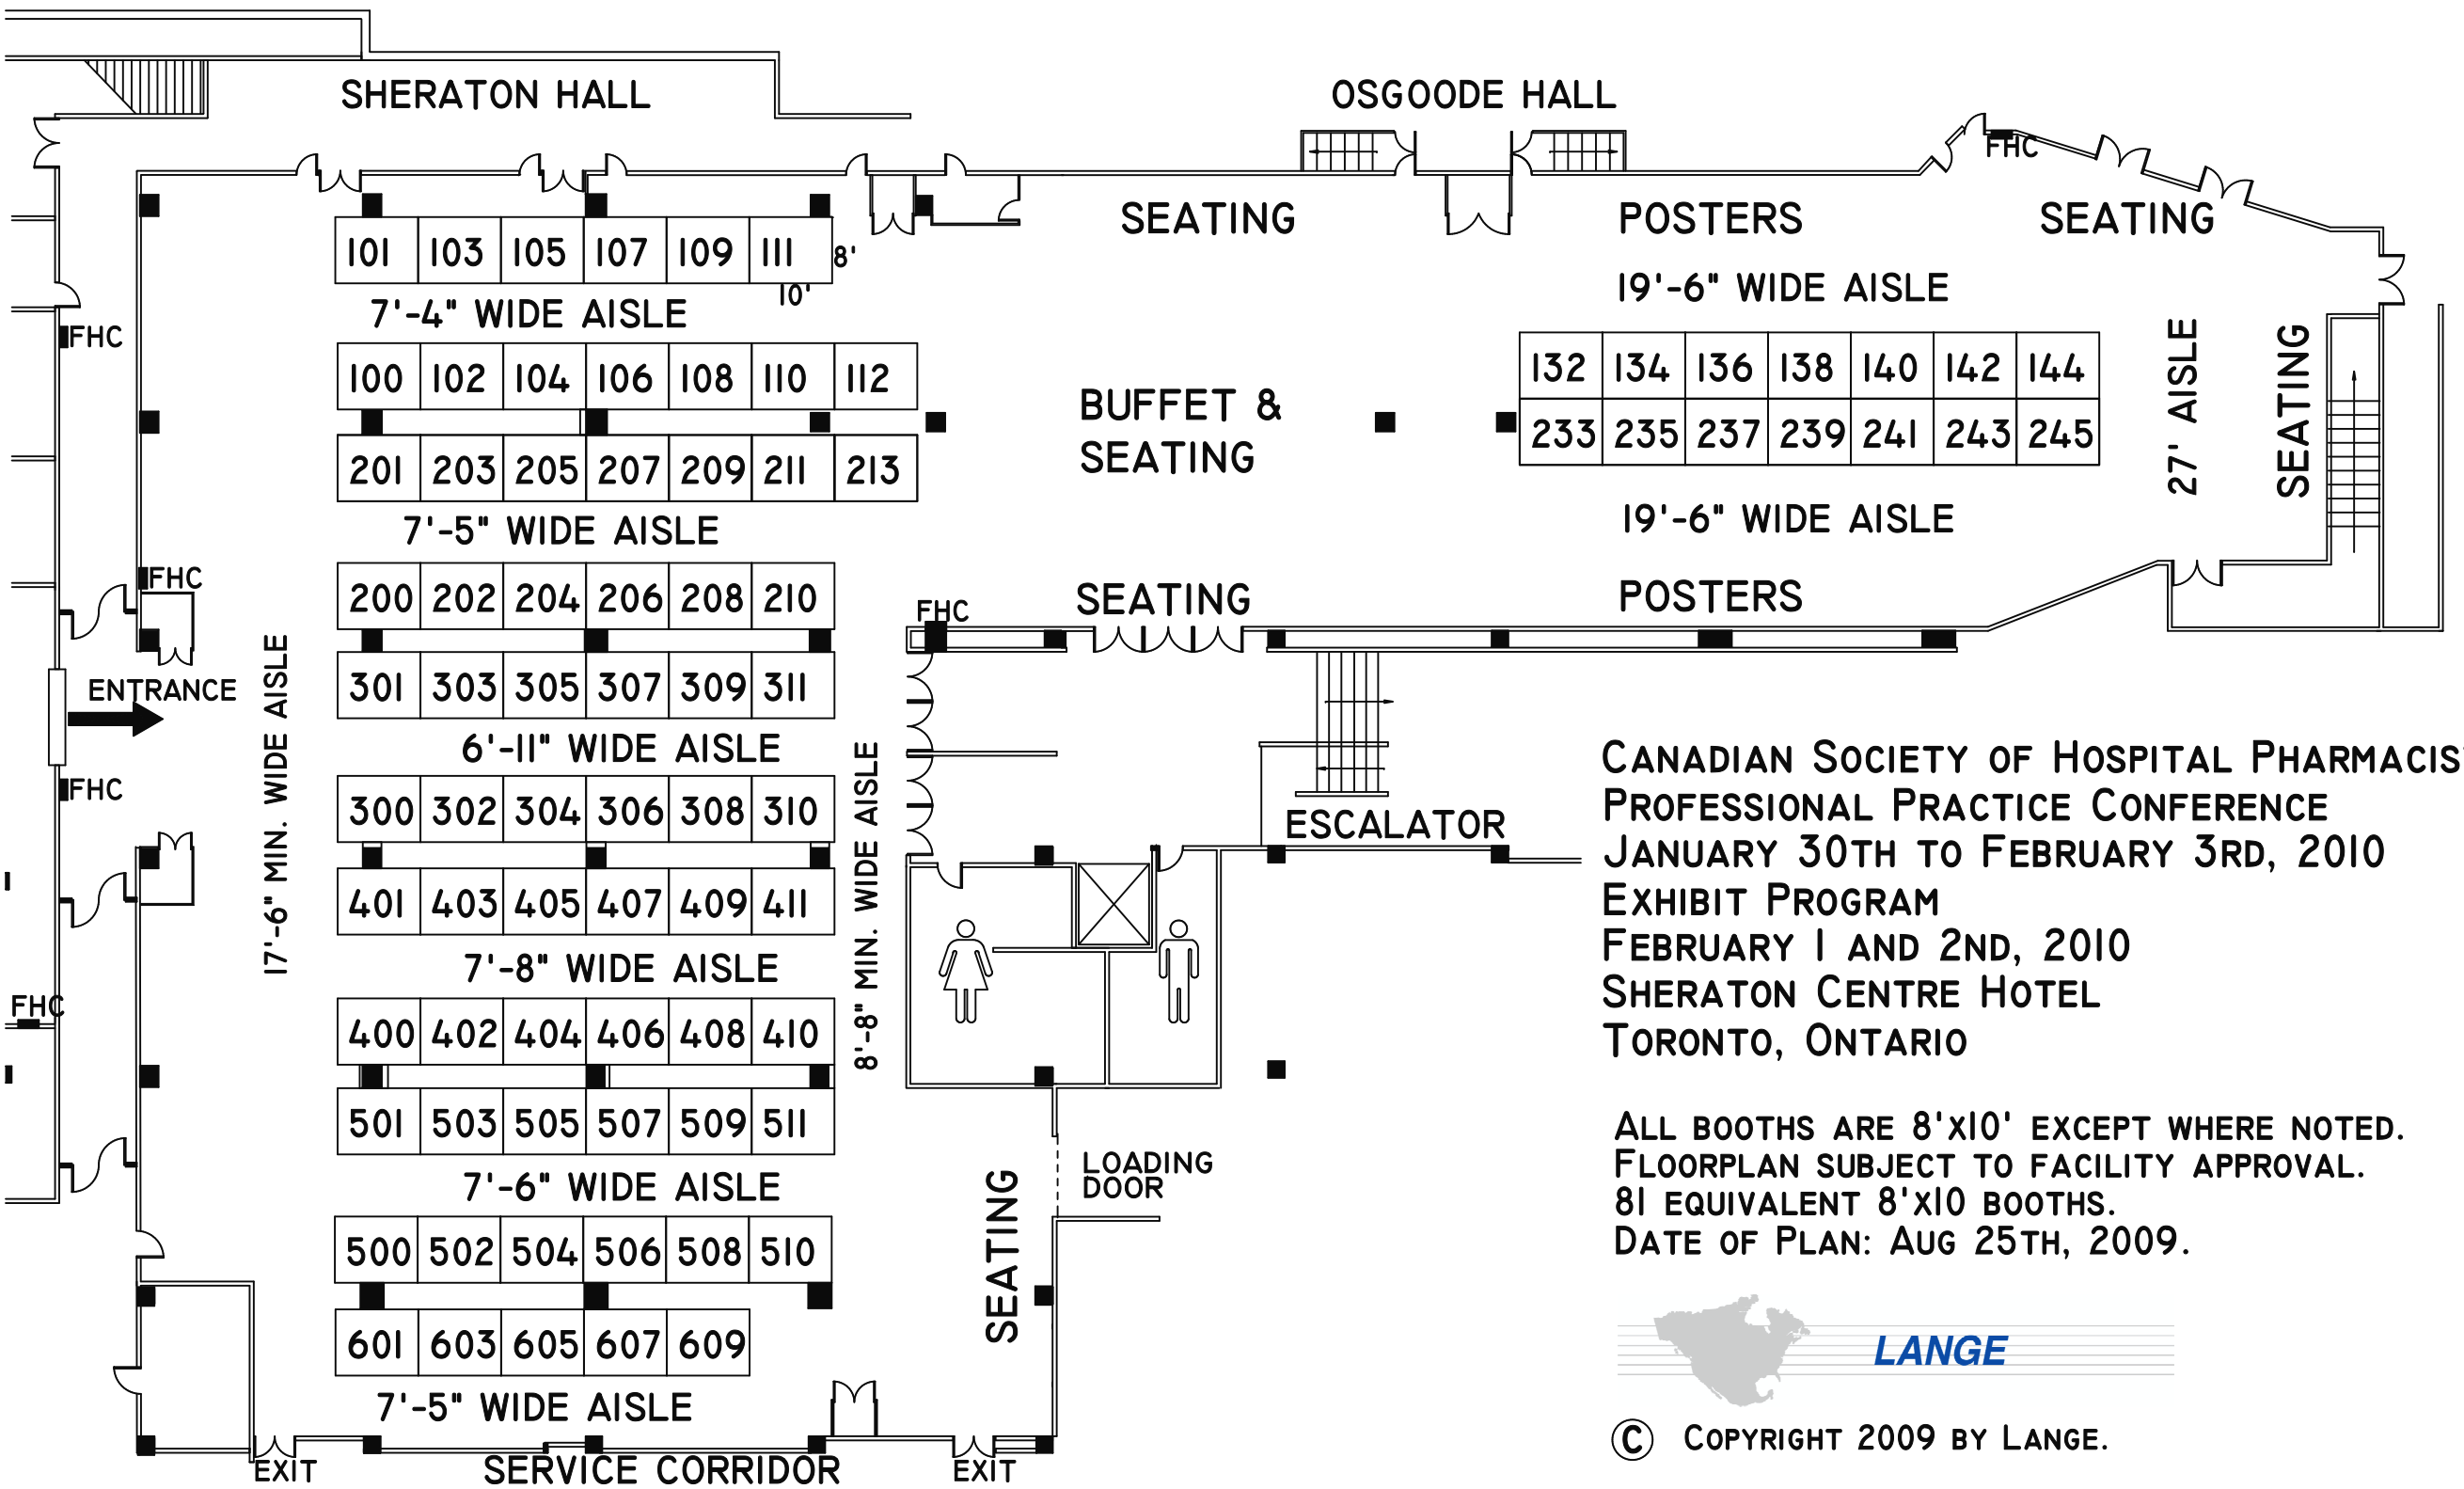 SHERATON HALL
OSGOODE HALL
FHC
SEATING
POSTERS
SEATING
101 103 105 107 109 111
8'
10'
7'-4" WIDE AISLE
19'-6" WIDE AISLE
FHC
100 102 104 106 108 110 112
132 134 136 138 140 142 144
27' AISLE
SEATING
BUFFET &
SEATING
233 235 237 239 241 243 245
201 203 205 207 209 211 213
7'-5" WIDE AISLE
19'-6" WIDE AISLE
FHC
200 202 204 206 208 210
FHC
SEATING
POSTERS
ENTRANCE
17'-6" MIN. WIDE AISLE
301 303 305 307 309 311
6'-11" WIDE AISLE
8'-8" MIN. WIDE AISLE
FHC
300 302 304 306 308 310
ESCALATOR
401 403 405 407 409 411
7'-8" WIDE AISLE
FHC
400 402 404 406 408 410
501 503 505 507 509 511
7'-6" WIDE AISLE
SEATING
LOADING
DOOR
500 502 504 506 508 510
601 603 605 607 609
7'-5" WIDE AISLE
EXIT
SERVICE CORRIDOR
EXIT
CANADIAN SOCIETY OF HOSPITAL PHARMACIS
PROFESSIONAL PRACTICE CONFERENCE
JANUARY 30TH TO FEBRUARY 3RD, 2010
EXHIBIT PROGRAM
FEBRUARY 1 AND 2ND, 2010
SHERATON CENTRE HOTEL
TORONTO, ONTARIO
ALL BOOTHS ARE 8'X10' EXCEPT WHERE NOTED.
FLOORPLAN SUBJECT TO FACILITY APPROVAL.
81 EQUIVALENT 8'X10 BOOTHS.
DATE OF PLAN: AUG 25TH, 2009.
LANGE
© COPYRIGHT 2009 BY LANGE.